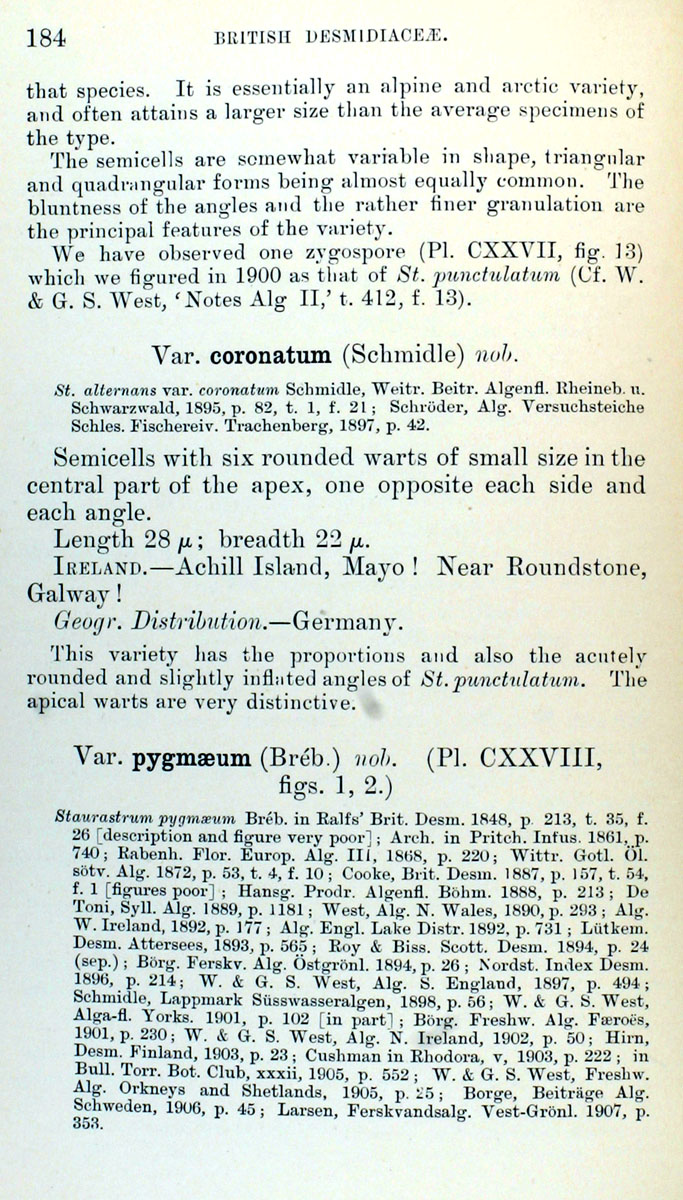 184 BRITISH DESMIDIACEÆ.
that species. It is essentially an alpine and arctic variety,
and often attains a larger size than the average specimens of
the type.
The semicells are somewhat variable in shape, triangular
and quadrangular forms being almost equally common. The
bluntness of the angles and the rather finer granulation are
the principal features of the variety.
We have observed one zygospore (Pl. CXXVII, fig. 13)
which we figured in 1900 as that of St. punctulatum (Cf. W.
& G. S. West, ‘Notes Alg II,’ t. 412, f. 13).
Var. coronatum (Schmidle) nob.
St. alternans var. coronatum Schmidle, Weitr. Beitr. Algenfl. Rheineb. u.
Schwarzwald, 1895, p. 82, t. 1, f. 21; Schröder, Alg. Versuchsteiche
Schles. Fischereiv. Trachenberg, 1897, p. 42.
Semicells with six rounded warts of small size in the
central part of the apex, one opposite each side and
each angle.
Length 28 μ; breadth 22 μ.
IRELAND.—Achill Island, Mayo! Near Roundstone,
Galway!
Geogr. Distribution.—Germany.
This variety has the proportions and also the acutely
rounded and slightly inflated angles of St. punctulatum. The
apical warts are very distinctive.
Var. pygmæum (Bréb.) nob. (Pl. CXXVIII,
figs. 1, 2.)
Staurastrum pygmæum Bréb. in Ralfs’ Brit. Desm. 1848, p. 213, t. 35, f.
26 [description and figure very poor]; Arch. in Pritch. Infus. 1861, p.
740; Rabenh. Flor. Europ. Alg. III, 1868, p. 220; Wittr. Gotl. Öl.
sötv. Alg. 1872, p. 53, t. 4, f. 10; Cooke, Brit. Desm. 1887, p. 157, t. 54,
f. 1 [figures poor]; Hansg. Prodr. Algenfl. Böhm. 1888, p. 213; De
Toni, Syll. Alg. 1889, p. 1181; West, Alg. N. Wales, 1890, p. 293; Alg.
W. Ireland, 1892, p. 177; Alg. Engl. Lake Distr. 1892, p. 731; Lütkem.
Desm. Attersees, 1893, p. 565; Roy & Biss. Scott. Desm. 1894, p. 24
(sep.); Börg. Ferskv. Alg. Östgrönl. 1894, p. 26; Nordst. Index Desm.
1896, p. 214; W. & G. S. West, Alg. S. England, 1897, p. 494;
Schmidle, Lappmark Süsswasseralgen, 1898, p. 56; W. & G. S. West,
Alga-fl. Yorks. 1901, p. 102 [in part]; Börg. Freshw. Alg. Færoës,
1901, p. 230; W. & G. S. West, Alg. N. Ireland, 1902, p. 50; Hirn,
Desm. Finland, 1903, p. 23; Cushman in Rhodora, v, 1903, p. 222; in
Bull. Torr. Bot. Club, xxxii, 1905, p. 552; W. & G. S. West, Freshw.
Alg. Orkneys and Shetlands, 1905, p. 25; Borge, Beiträge Alg.
Schweden, 1906, p. 45; Larsen, Ferskvandsalg. Vest-Grönl. 1907, p.
353.